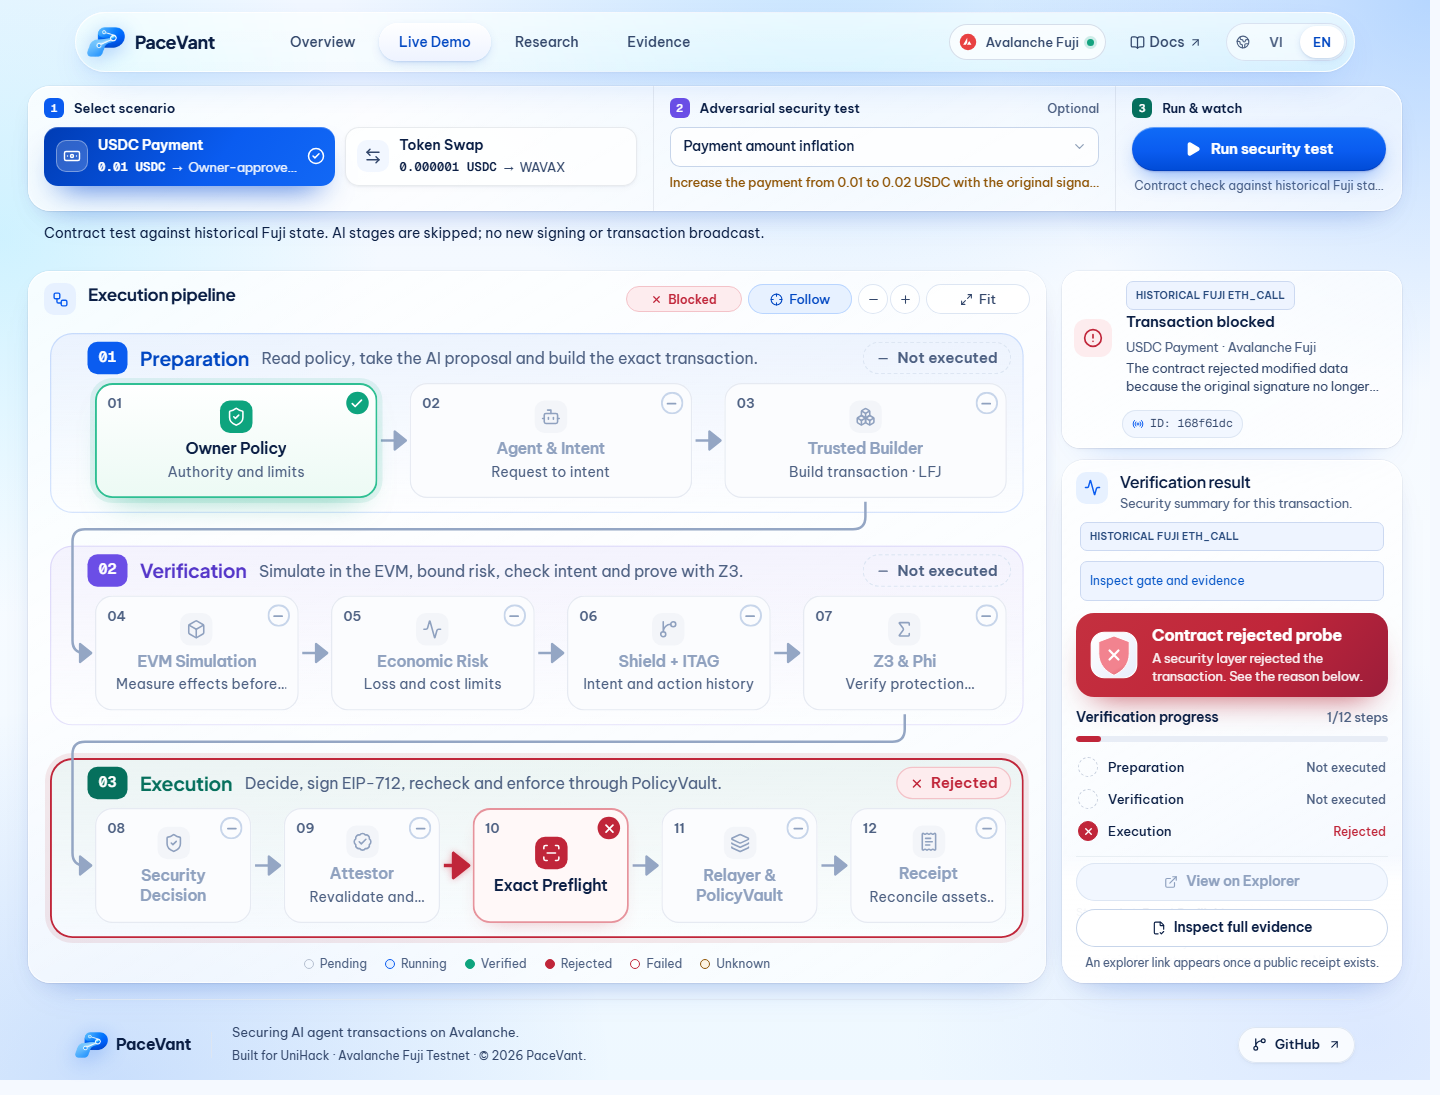 PaceVant
Overview
Live Demo
Research
Evidence
Avalanche Fuji
Docs
VI
EN
1
Select scenario
USDC Payment
0.01 USDC → Owner-approve...
Token Swap
0.000001 USDC → WAVAX
2
Adversarial security test
Optional
Payment amount inflation
Increase the payment from 0.01 to 0.02 USDC with the original signa...
3
Run & watch
Run security test
Contract check against historical Fuji sta...
Contract test against historical Fuji state. AI stages are skipped; no new signing or transaction broadcast.
Execution pipeline
Blocked
Follow
Fit
01
Preparation
Read policy, take the AI proposal and build the exact transaction.
Not executed
01
Owner Policy
Authority and limits
02
Agent & Intent
Request to intent
03
Trusted Builder
Build transaction · LFJ
02
Verification
Simulate in the EVM, bound risk, check intent and prove with Z3.
Not executed
04
EVM Simulation
Measure effects before...
05
Economic Risk
Loss and cost limits
06
Shield + ITAG
Intent and action history
07
Z3 & Phi
Verify protection...
03
Execution
Decide, sign EIP-712, recheck and enforce through PolicyVault.
Rejected
08
Security
Decision
09
Attestor
Revalidate and...
10
Exact Preflight
11
Relayer &
PolicyVault
12
Receipt
Reconcile assets..
Pending
Running
Verified
Rejected
Failed
Unknown
HISTORICAL FUJI ETH_CALL
Transaction blocked
USDC Payment · Avalanche Fuji
The contract rejected modified data
because the original signature no longer...
ID: 168f61dc
Verification result
Security summary for this transaction.
HISTORICAL FUJI ETH_CALL
Inspect gate and evidence
Contract rejected probe
A security layer rejected the
transaction. See the reason below.
Verification progress
1/12 steps
Preparation
Not executed
Verification
Not executed
Execution
Rejected
View on Explorer
Inspect full evidence
An explorer link appears once a public receipt exists.
PaceVant
Securing AI agent transactions on Avalanche.
Built for UniHack · Avalanche Fuji Testnet · © 2026 PaceVant.
GitHub